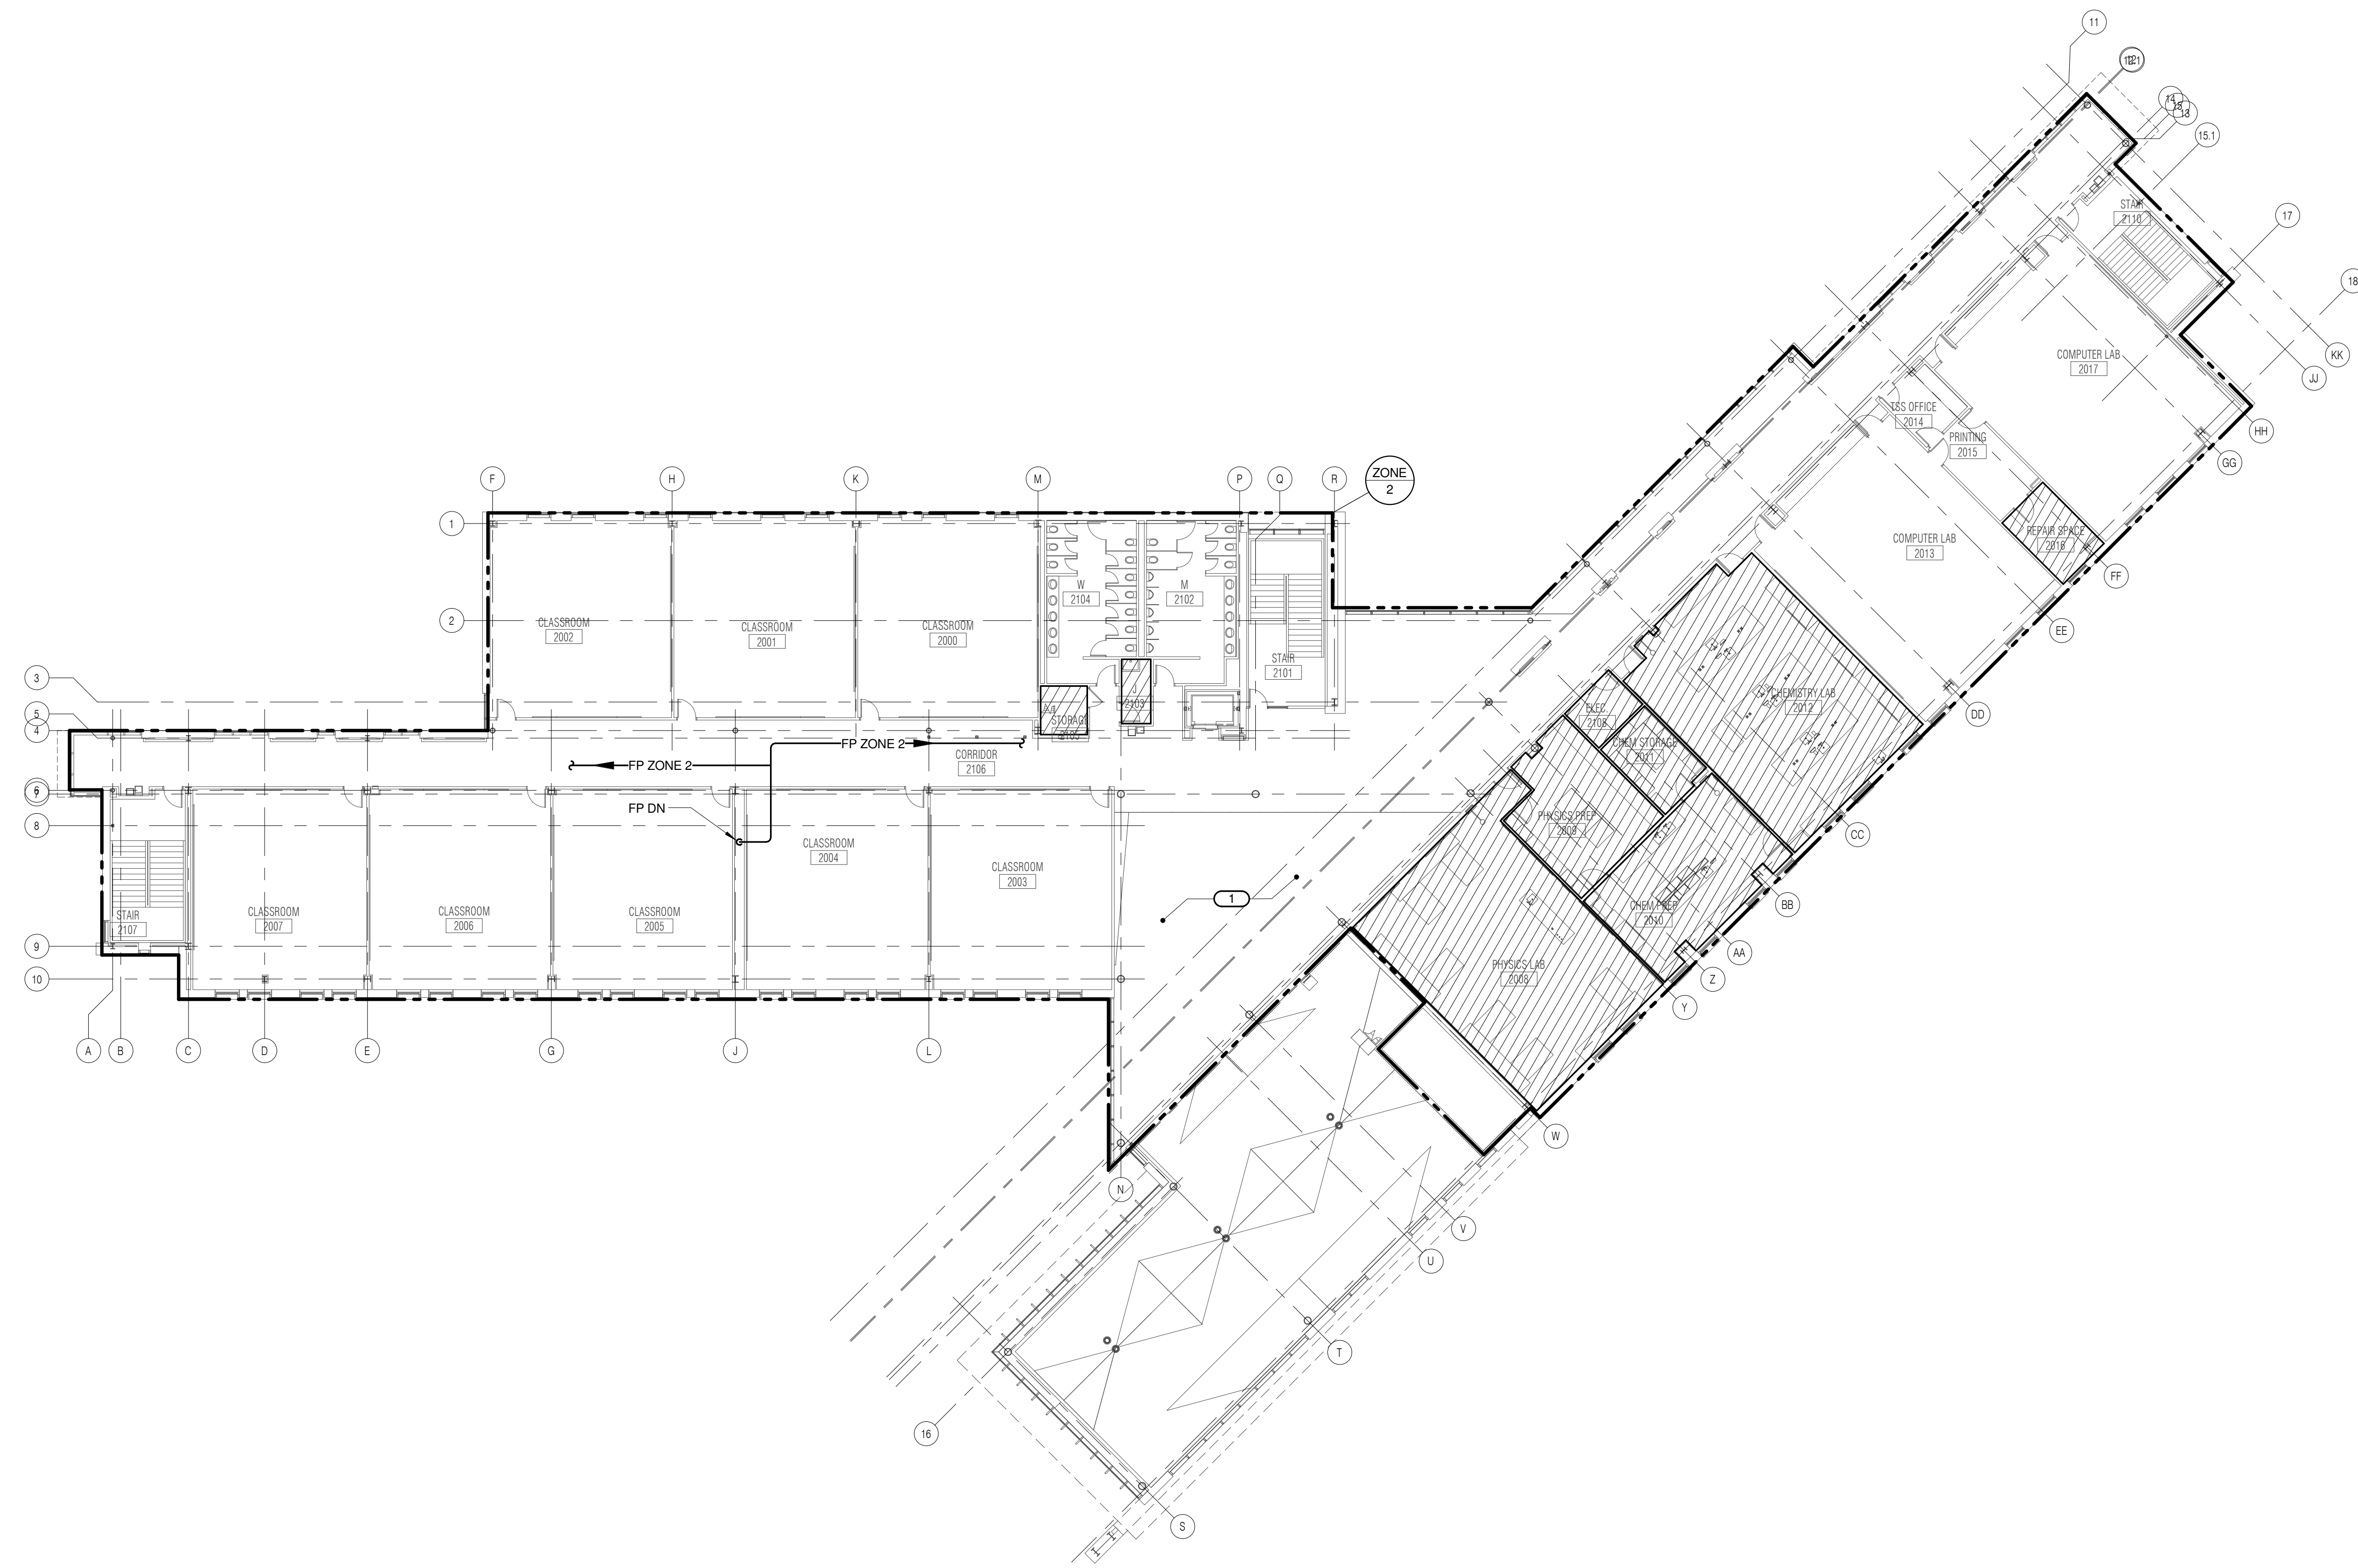 11
12.1
14
15
13
15.1
STAIR
2110
17
18
COMPUTER LAB
2017
KK
JJ
TSS OFFICE
2014
PRINTING
2015
HH
GG
F
H
K
M
P
Q
R
ZONE
2
1
REPAIR SPACE
2016
COMPUTER LAB
2013
FF
W
2104
M
2102
2
CLASSROOM
2002
CLASSROOM
2001
CLASSROOM
2000
EE
STAIR
2101
3
J
2103
CHEMISTRY LAB
2012
ELEC.
2108
5
4
STORAGE
2105
DD
FP ZONE 2
CHEM STORAGE
2011
CORRIDOR
2106
FP ZONE 2
6
7
FP DN
PHYSICS PREP
2009
8
CC
CLASSROOM
2004
CLASSROOM
2003
1
BB
CHEM PREP
2010
STAIR
2107
CLASSROOM
2007
CLASSROOM
2006
CLASSROOM
2005
9
AA
PHYSICS LAB
2008
10
Z
Y
A
B
C
D
E
G
J
L
W
N
V
U
T
16
S